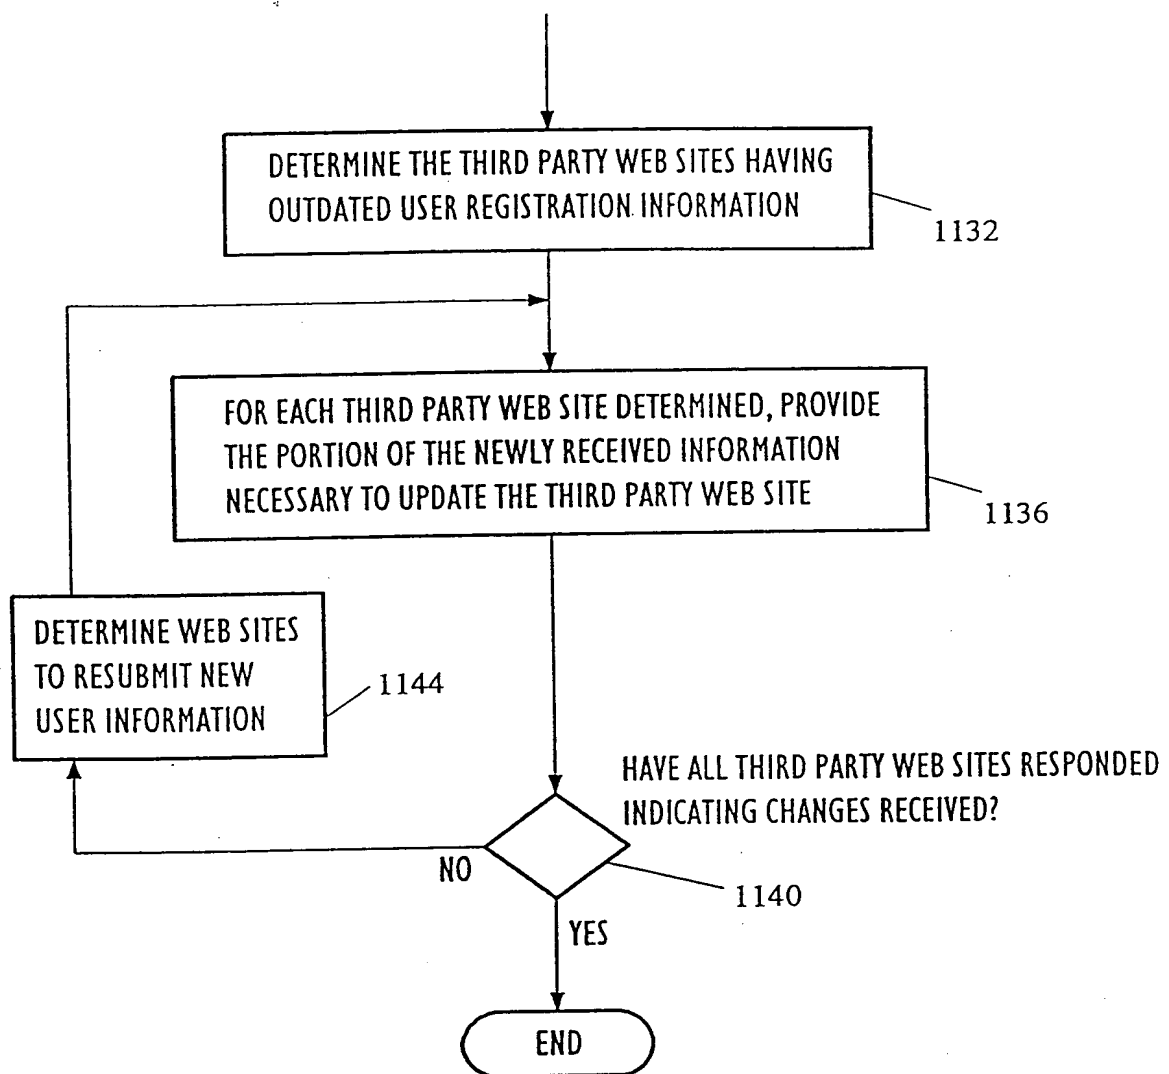 DETERMINE THE THIRD PARTY WEB SITES HAVING
OUTDATED USER REGISTRATION INFORMATION
1132
FOR EACH THIRD PARTY WEB SITE DETERMINED, PROVIDE
THE PORTION OF THE NEWLY RECEIVED INFORMATION
NECESSARY TO UPDATE THE THIRD PARTY WEB SITE
1136
DETERMINE WEB SITES
TO RESUBMIT NEW
USER INFORMATION
1144
HAVE ALL THIRD PARTY WEB SITES RESPONDED
INDICATING CHANGES RECEIVED?
NO
1140
YES
END